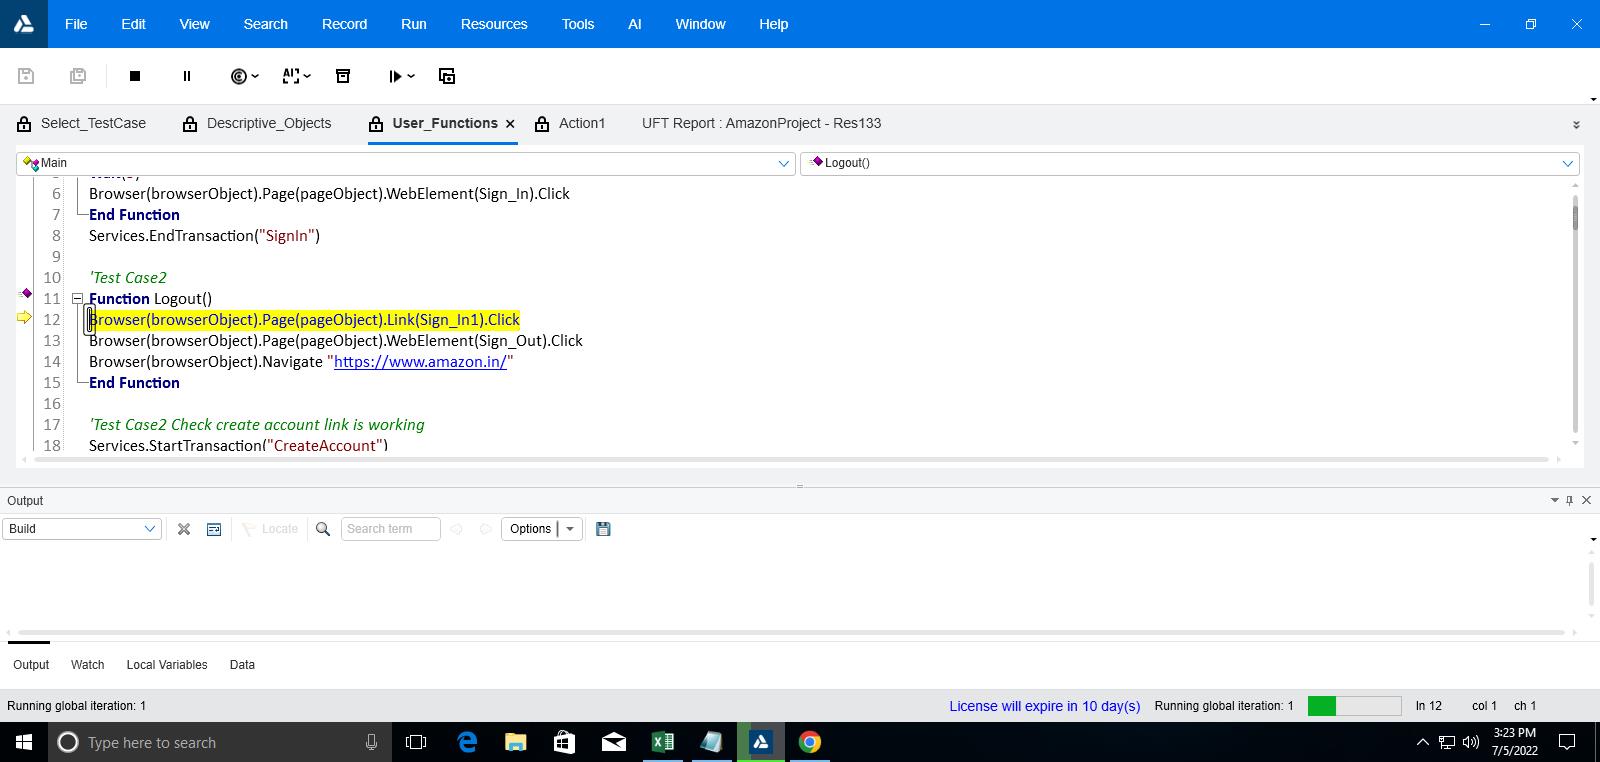 File Edit View Search Record Run Resources Tools AI Window Help
Select_TestCase Descriptive_Objects User_Functions Action1 UFT Report : AmazonProject - Res133
Main Logout()
6 Browser(browserObject).Page(pageObject).WebElement(Sign_In).Click
7 End Function
8 Services.EndTransaction("SignIn")
9
10 'Test Case2
11 Function Logout()
12 Browser(browserObject).Page(pageObject).Link(Sign_In1).Click
13 Browser(browserObject).Page(pageObject).WebElement(Sign_Out).Click
14 Browser(browserObject).Navigate "https://www.amazon.in/"
15 End Function
16
17 'Test Case2 Check create account link is working
18 Services.StartTransaction("CreateAccount")
Output
Build Locate Search term Options
Output Watch Local Variables Data
Running global iteration: 1 License will expire in 10 day(s) Running global iteration: 1 ln 12 col 1 ch 1
Type here to search 3:23 PM
7/5/2022